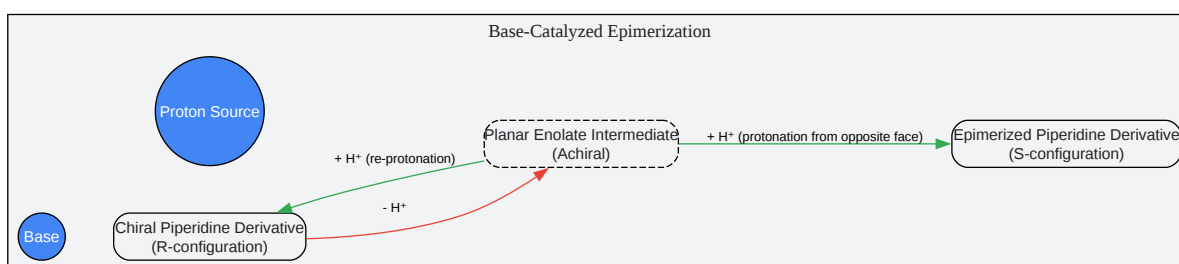 Base-Catalyzed Epimerization
Proton Source
Planar Enolate Intermediate
(Achiral)
+ H⁺ (protonation from opposite face)
Epimerized Piperidine Derivative
(S-configuration)
+ H⁺ (re-protonation)
- H⁺
Base
Chiral Piperidine Derivative
(R-configuration)